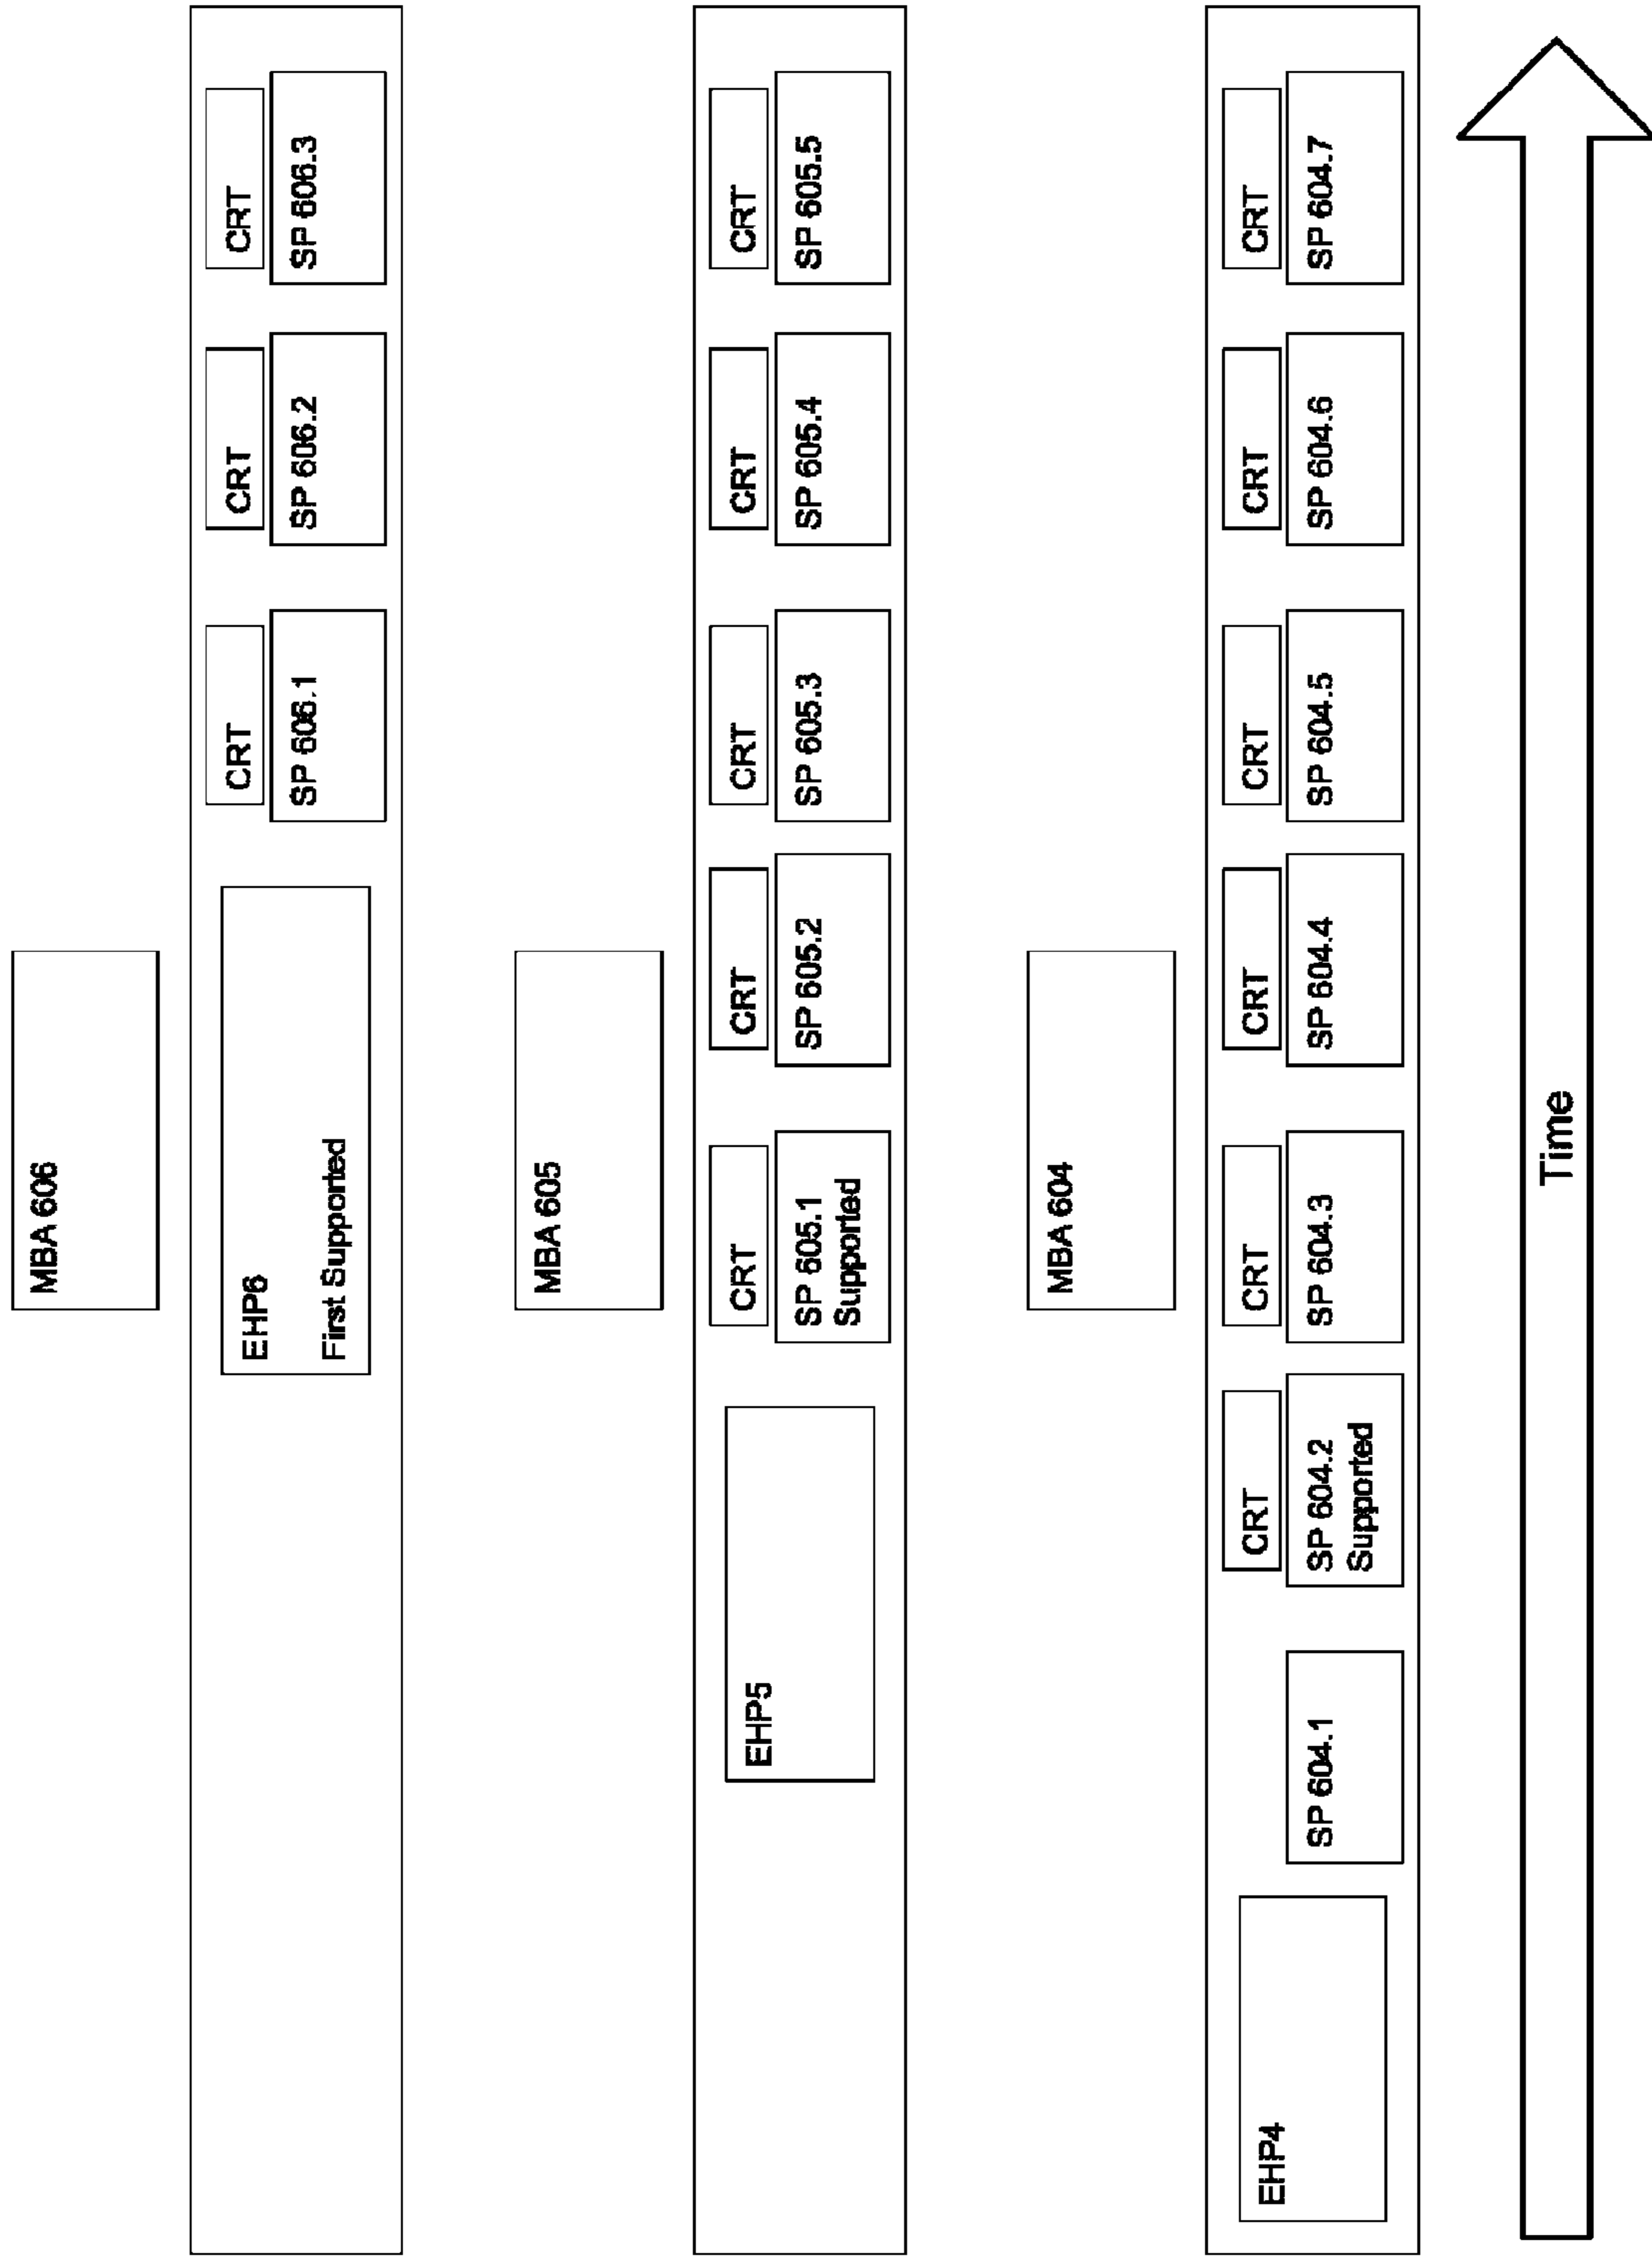 MBA 606
CRT
CRT
CRT
EHP6
First Supported
SP 606.1
SP 606.2
SP 606.3
MBA 605
CRT
CRT
CRT
CRT
CRT
EHP5
SP 605.1
Supported
SP 605.2
SP 605.3
SP 605.4
SP 605.5
MBA 604
CRT
CRT
CRT
CRT
CRT
CRT
EHP4
SP 604.1
SP 604.2
Supported
SP 604.3
SP 604.4
SP 604.5
SP 604.6
SP 604.7
Time